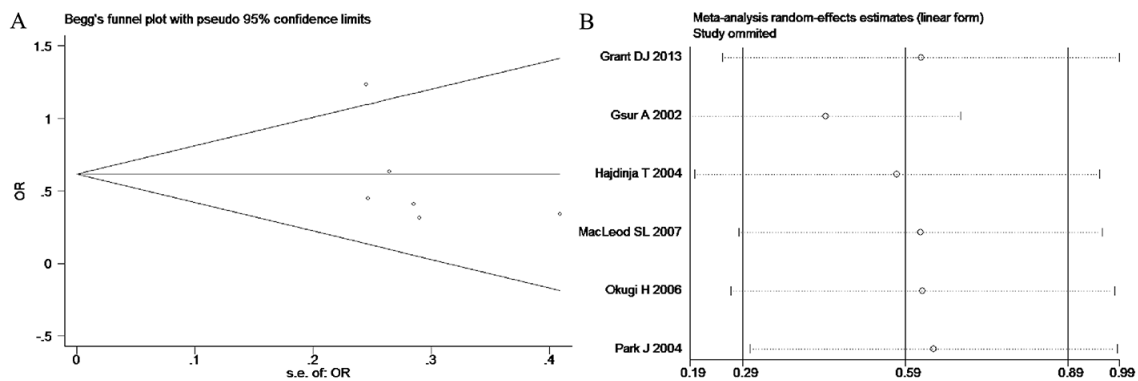 A
Begg's funnel plot with pseudo 95% confidence limits
1.5
1
.5
0
-.5
OR
0 .1 .2 .3 .4
s.e. of: OR
B
Meta-analysis random-effects estimates (linear form)
Study ommited
Grant DJ 2013
Gsur A 2002
Hajdinja T 2004
MacLeod SL 2007
Okugi H 2006
Park J 2004
0.19 0.29 0.59 0.89 0.99